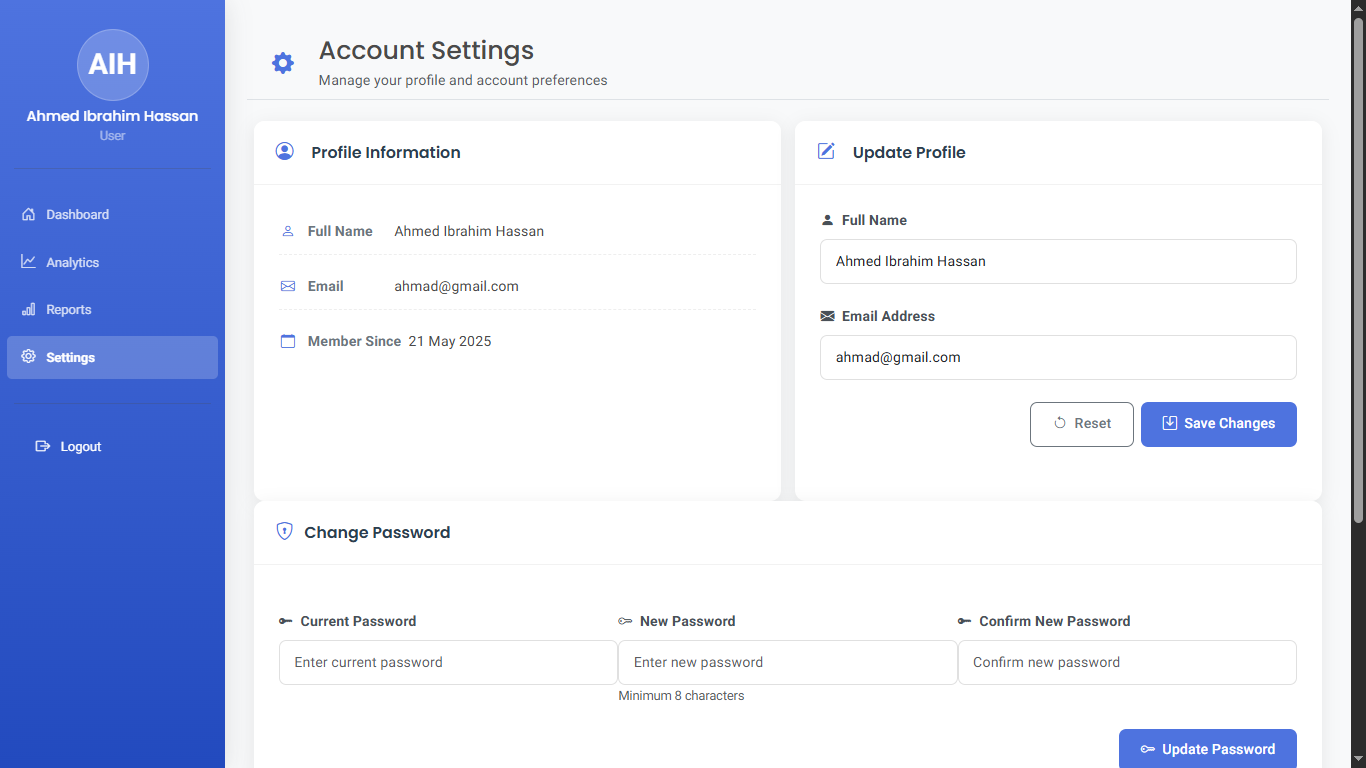 AIH
Ahmed Ibrahim Hassan
User
Dashboard
Analytics
Reports
Settings
Logout
Account Settings
Manage your profile and account preferences
Profile Information
Full Name Ahmed Ibrahim Hassan
Email ahmad@gmail.com
Member Since 21 May 2025
Update Profile
Full Name
Ahmed Ibrahim Hassan
Email Address
ahmad@gmail.com
Reset Save Changes
Change Password
Current Password New Password Confirm New Password
Enter current password Enter new password Confirm new password
Minimum 8 characters
Update Password